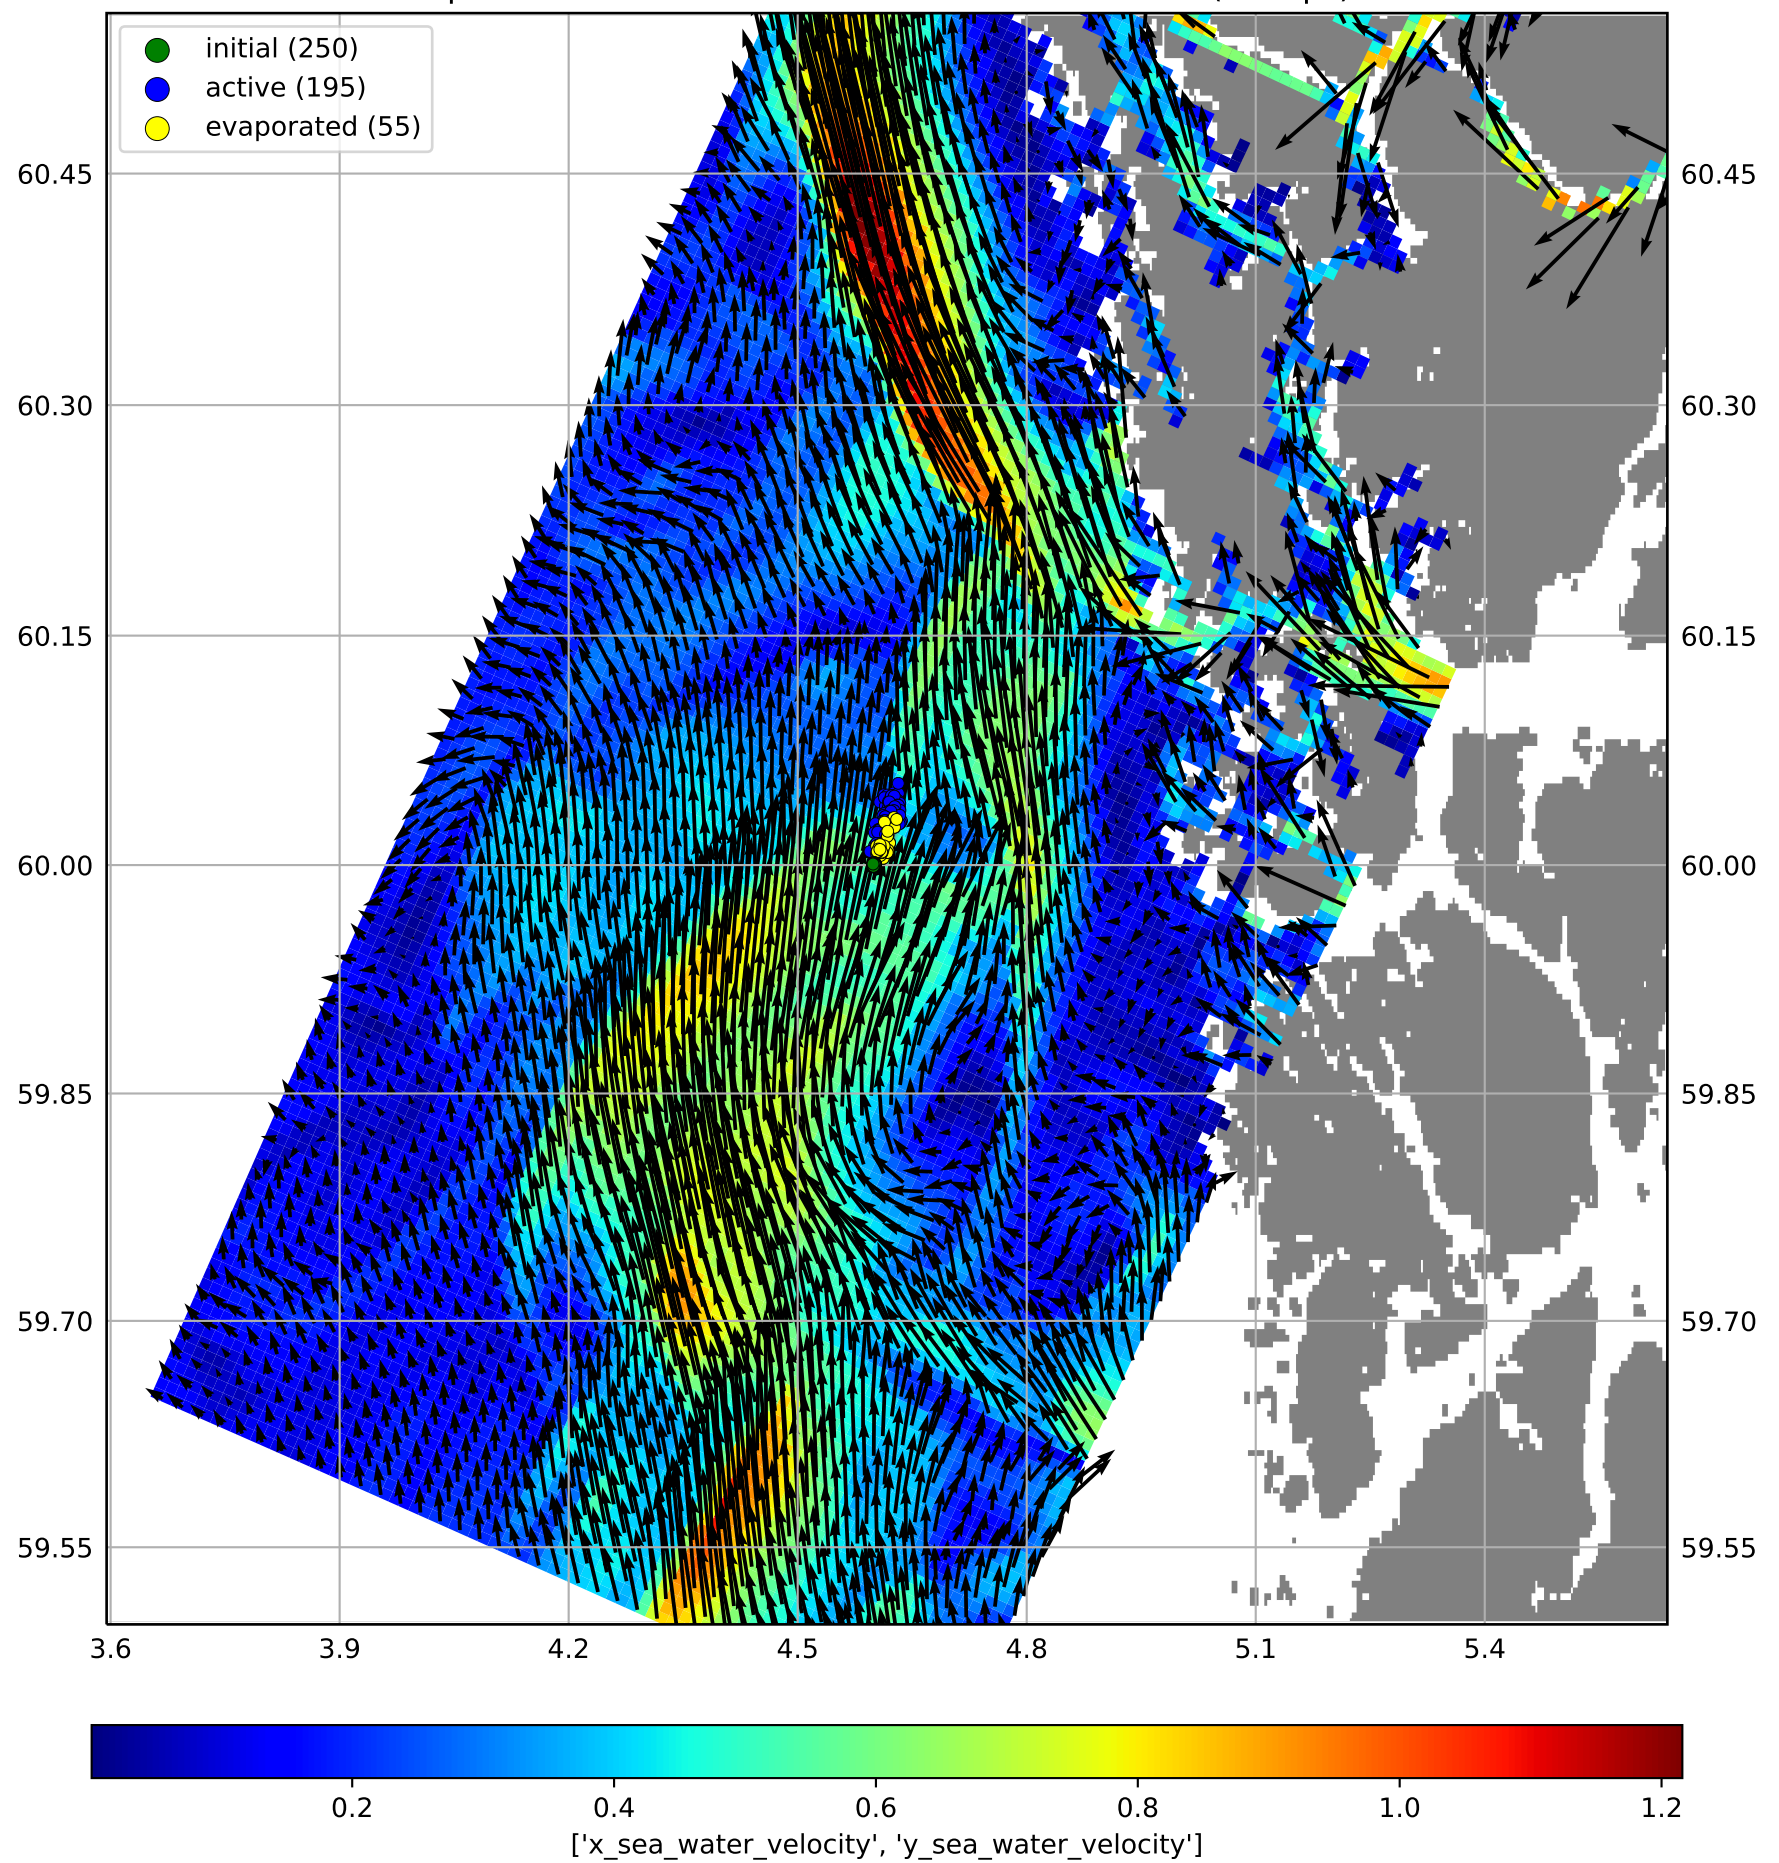 initial (250)
active (195)
evaporated (55)
60.45 60.45
60.30 60.30
60.15 60.15
60.00 60.00
59.85 59.85
59.70 59.70
59.55 59.55
3.6 3.9 4.2 4.5 4.8 5.1 5.4
0.2 0.4 0.6 0.8 1.0 1.2
['x_sea_water_velocity', 'y_sea_water_velocity']